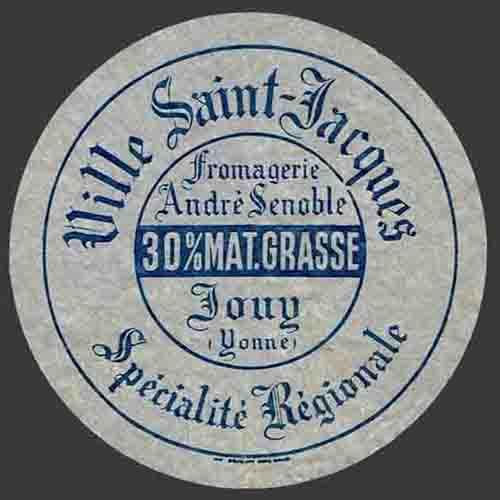 Ville Saint-Jacques
Fromagerie
André Senoble
30% MAT. GRASSE
Jouy
(Yonne)
Spécialité Régionale